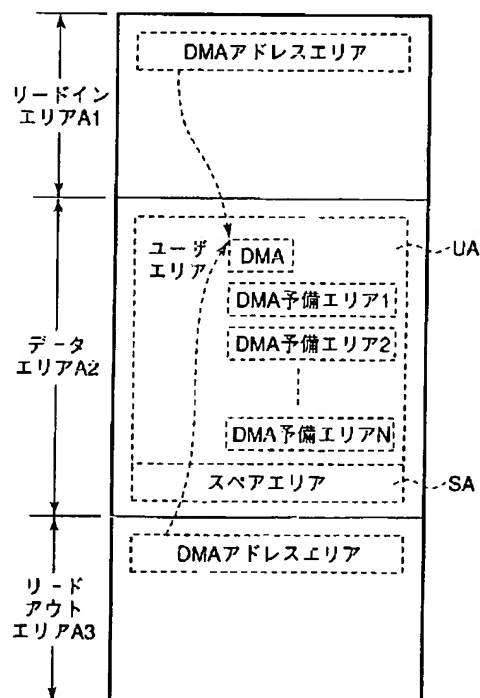 DMAアドレスエリア
リードイン
エリアA1
ユーザ
エリア
DMA
UA
DMA予備エリア1
DMA予備エリア2
データ
エリアA2
DMA予備エリアN
スペアエリア
SA
DMAアドレスエリア
リード
アウト
エリアA3